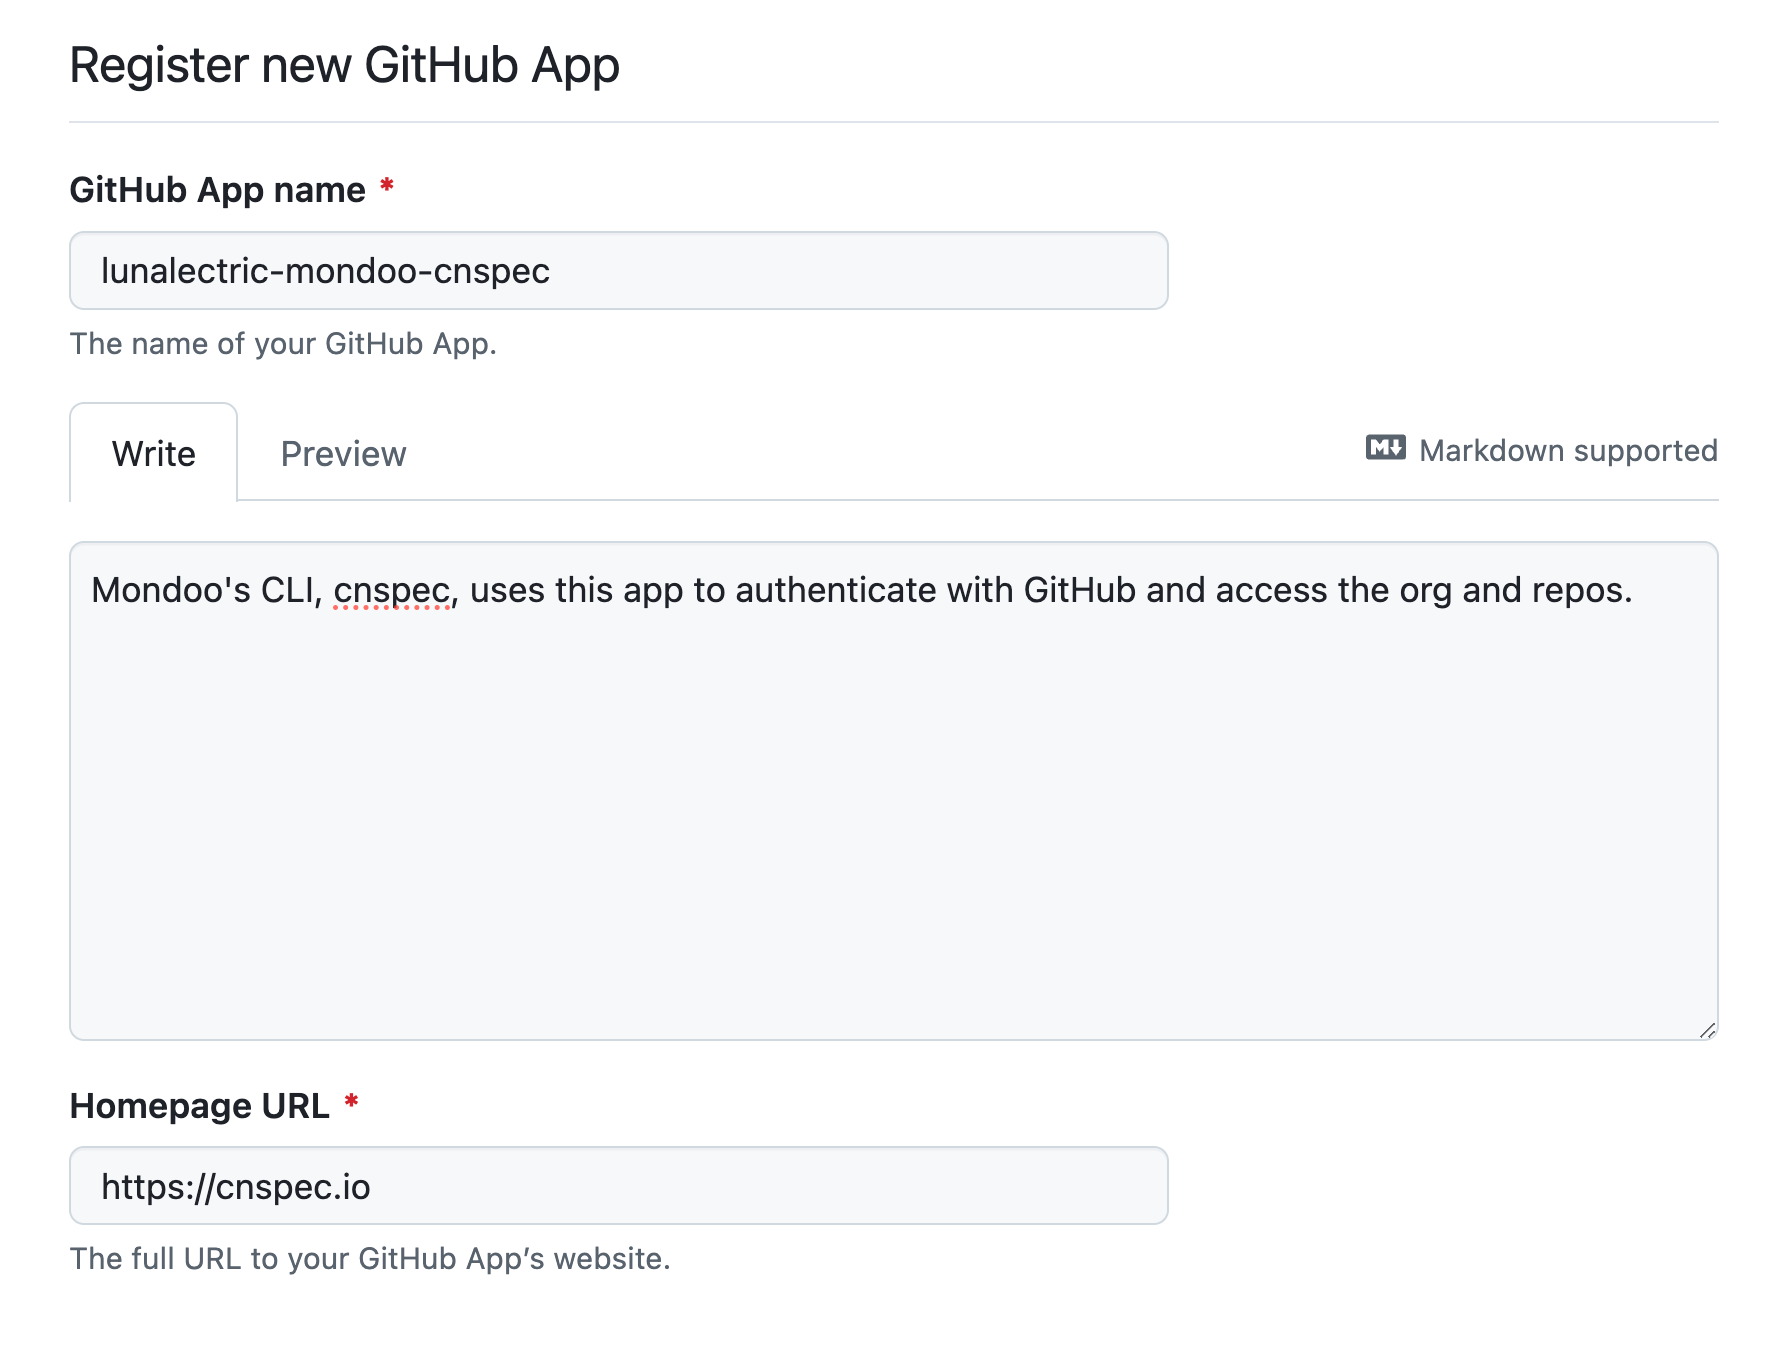 Register new GitHub App
GitHub App name *
lunalectric-mondoo-cnspec
The name of your GitHub App.
Write Preview Markdown supported
Mondoo's CLI, cnspec, uses this app to authenticate with GitHub and access the org and repos.
Homepage URL *
https://cnspec.io
The full URL to your GitHub App’s website.